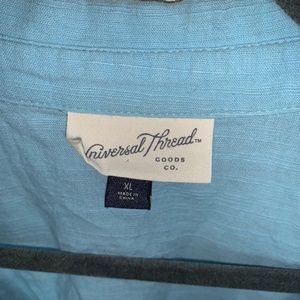 Universal Thread™
GOODS
CO.
XL
MADE IN
CHINA